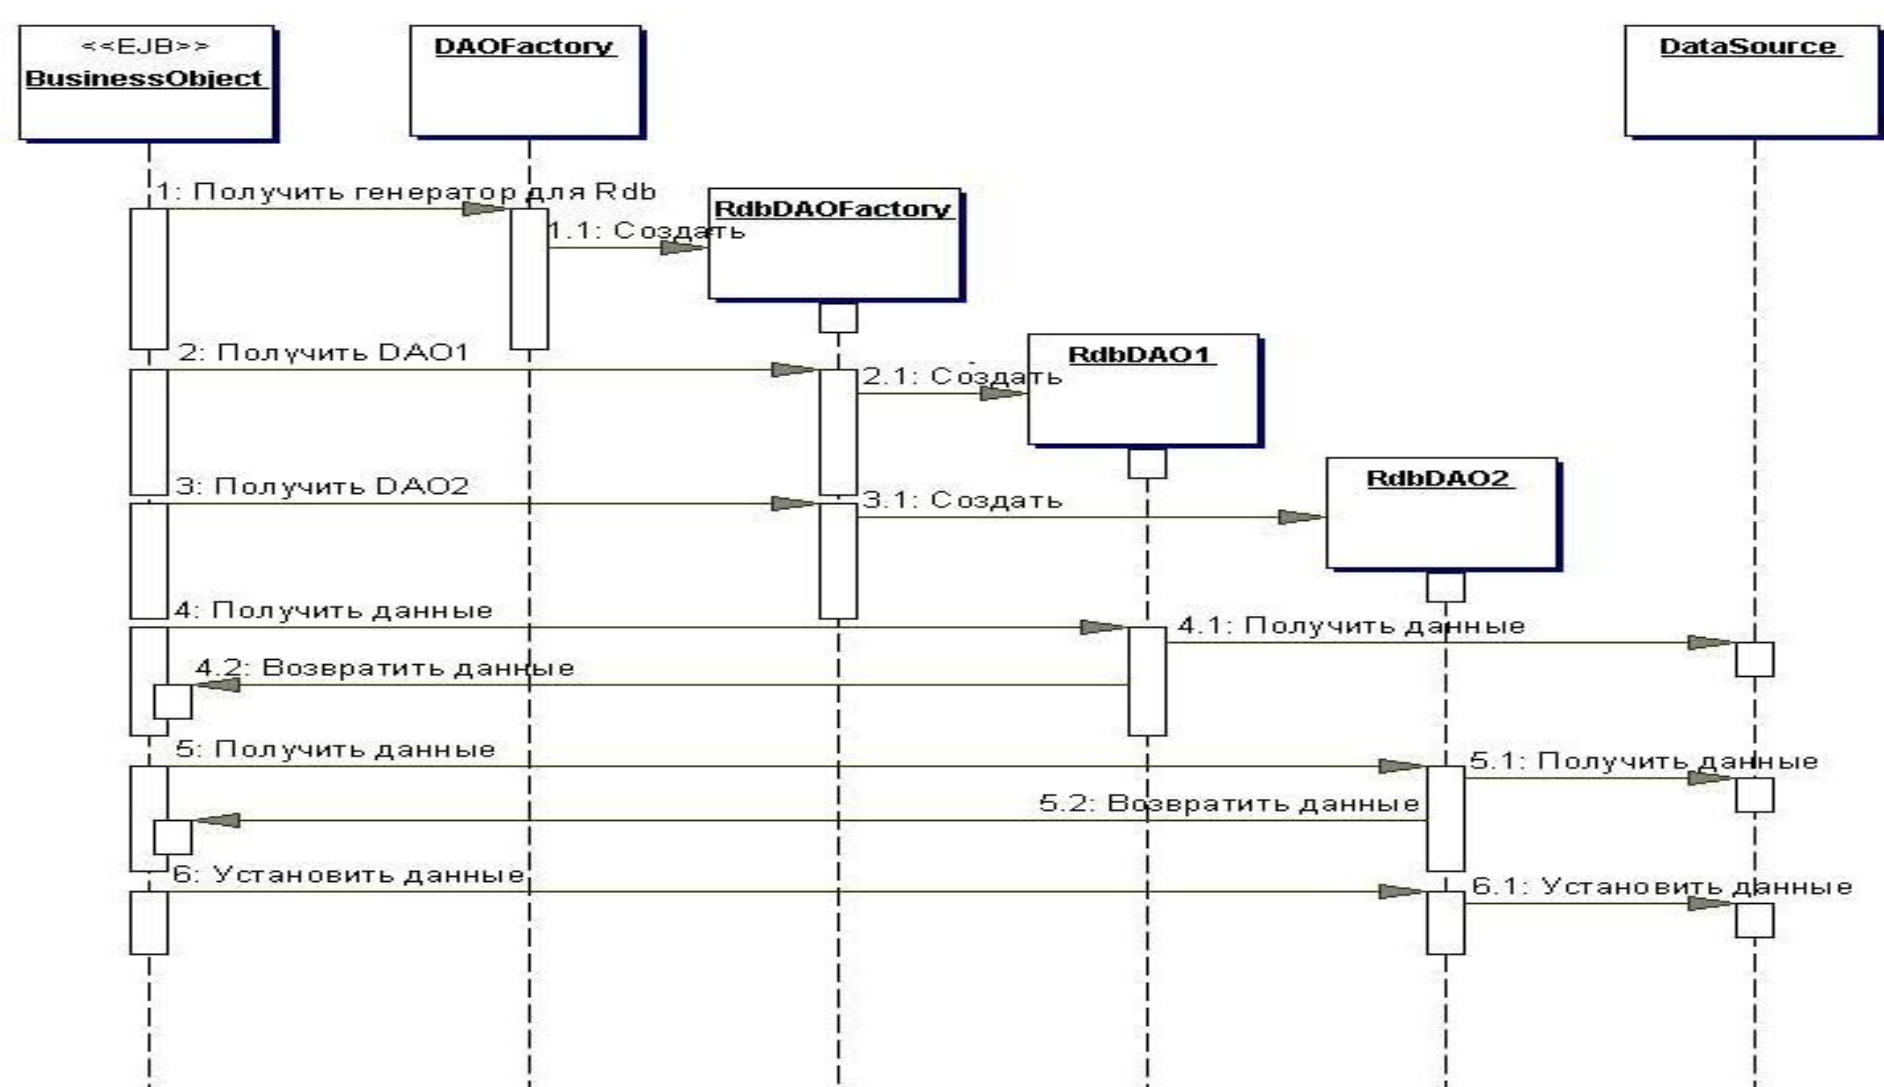 <<EJB>>
BusinessObject
DAOFactory
DataSource
1: Получить генератор для Rdb
RdbDAOFactory
1.1: Создать
2: Получить DAO1
RdbDAO1
2.1: Создать
3: Получить DAO2
RdbDAO2
3.1: Создать
4: Получить данные
4.1: Получить данные
4.2: Возвратить данные
5: Получить данные
5.1: Получить данные
5.2: Возвратить данные
6: Установить данные
6.1: Установить данные